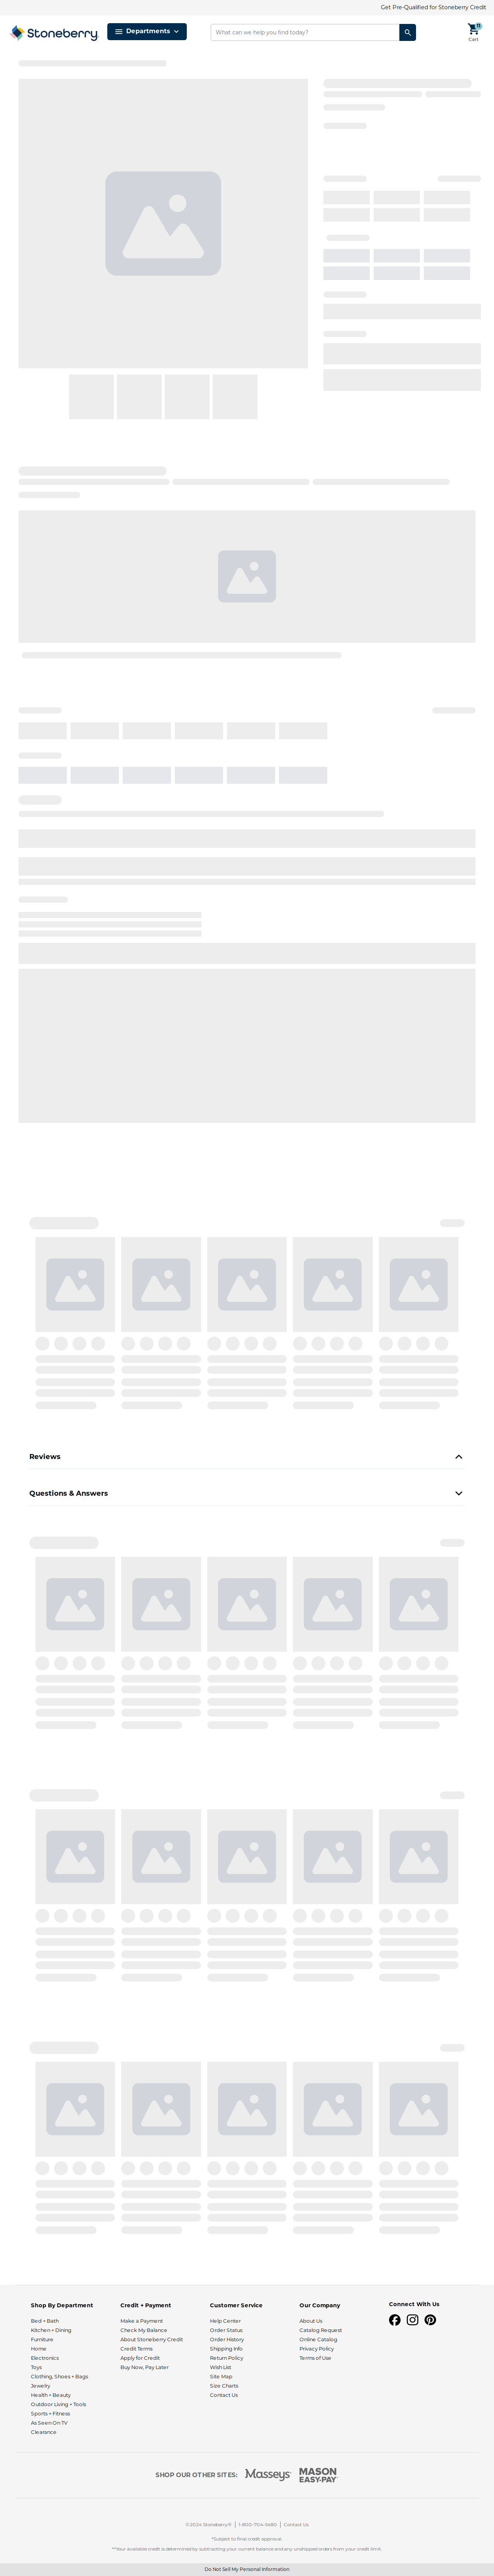 Get Pre-Qualified for Stoneberry Credit
Stoneberry
Departments
What can we help you find today?
11
Cart
Reviews
Questions & Answers
Shop By Department
Bed + Bath
Kitchen + Dining
Furniture
Home
Electronics
Toys
Clothing, Shoes + Bags
Jewelry
Health + Beauty
Outdoor Living + Tools
Sports + Fitness
As Seen On TV
Clearance
Credit + Payment
Make a Payment
Check My Balance
About Stoneberry Credit
Credit Terms
Apply for Credit
Buy Now, Pay Later
Customer Service
Help Center
Order Status
Order History
Shipping Info
Return Policy
Wish List
Site Map
Size Charts
Contact Us
Our Company
About Us
Catalog Request
Online Catalog
Privacy Policy
Terms of Use
Connect With Us
SHOP OUR OTHER SITES:
Masseys
MASON
EASY-PAY
©2024 Stoneberry® | 1-800-704-5480 | Contact Us
*Subject to final credit approval.
**Your available credit is determined by subtracting your current balance and any unshipped orders from your credit limit.
Do Not Sell My Personal Information